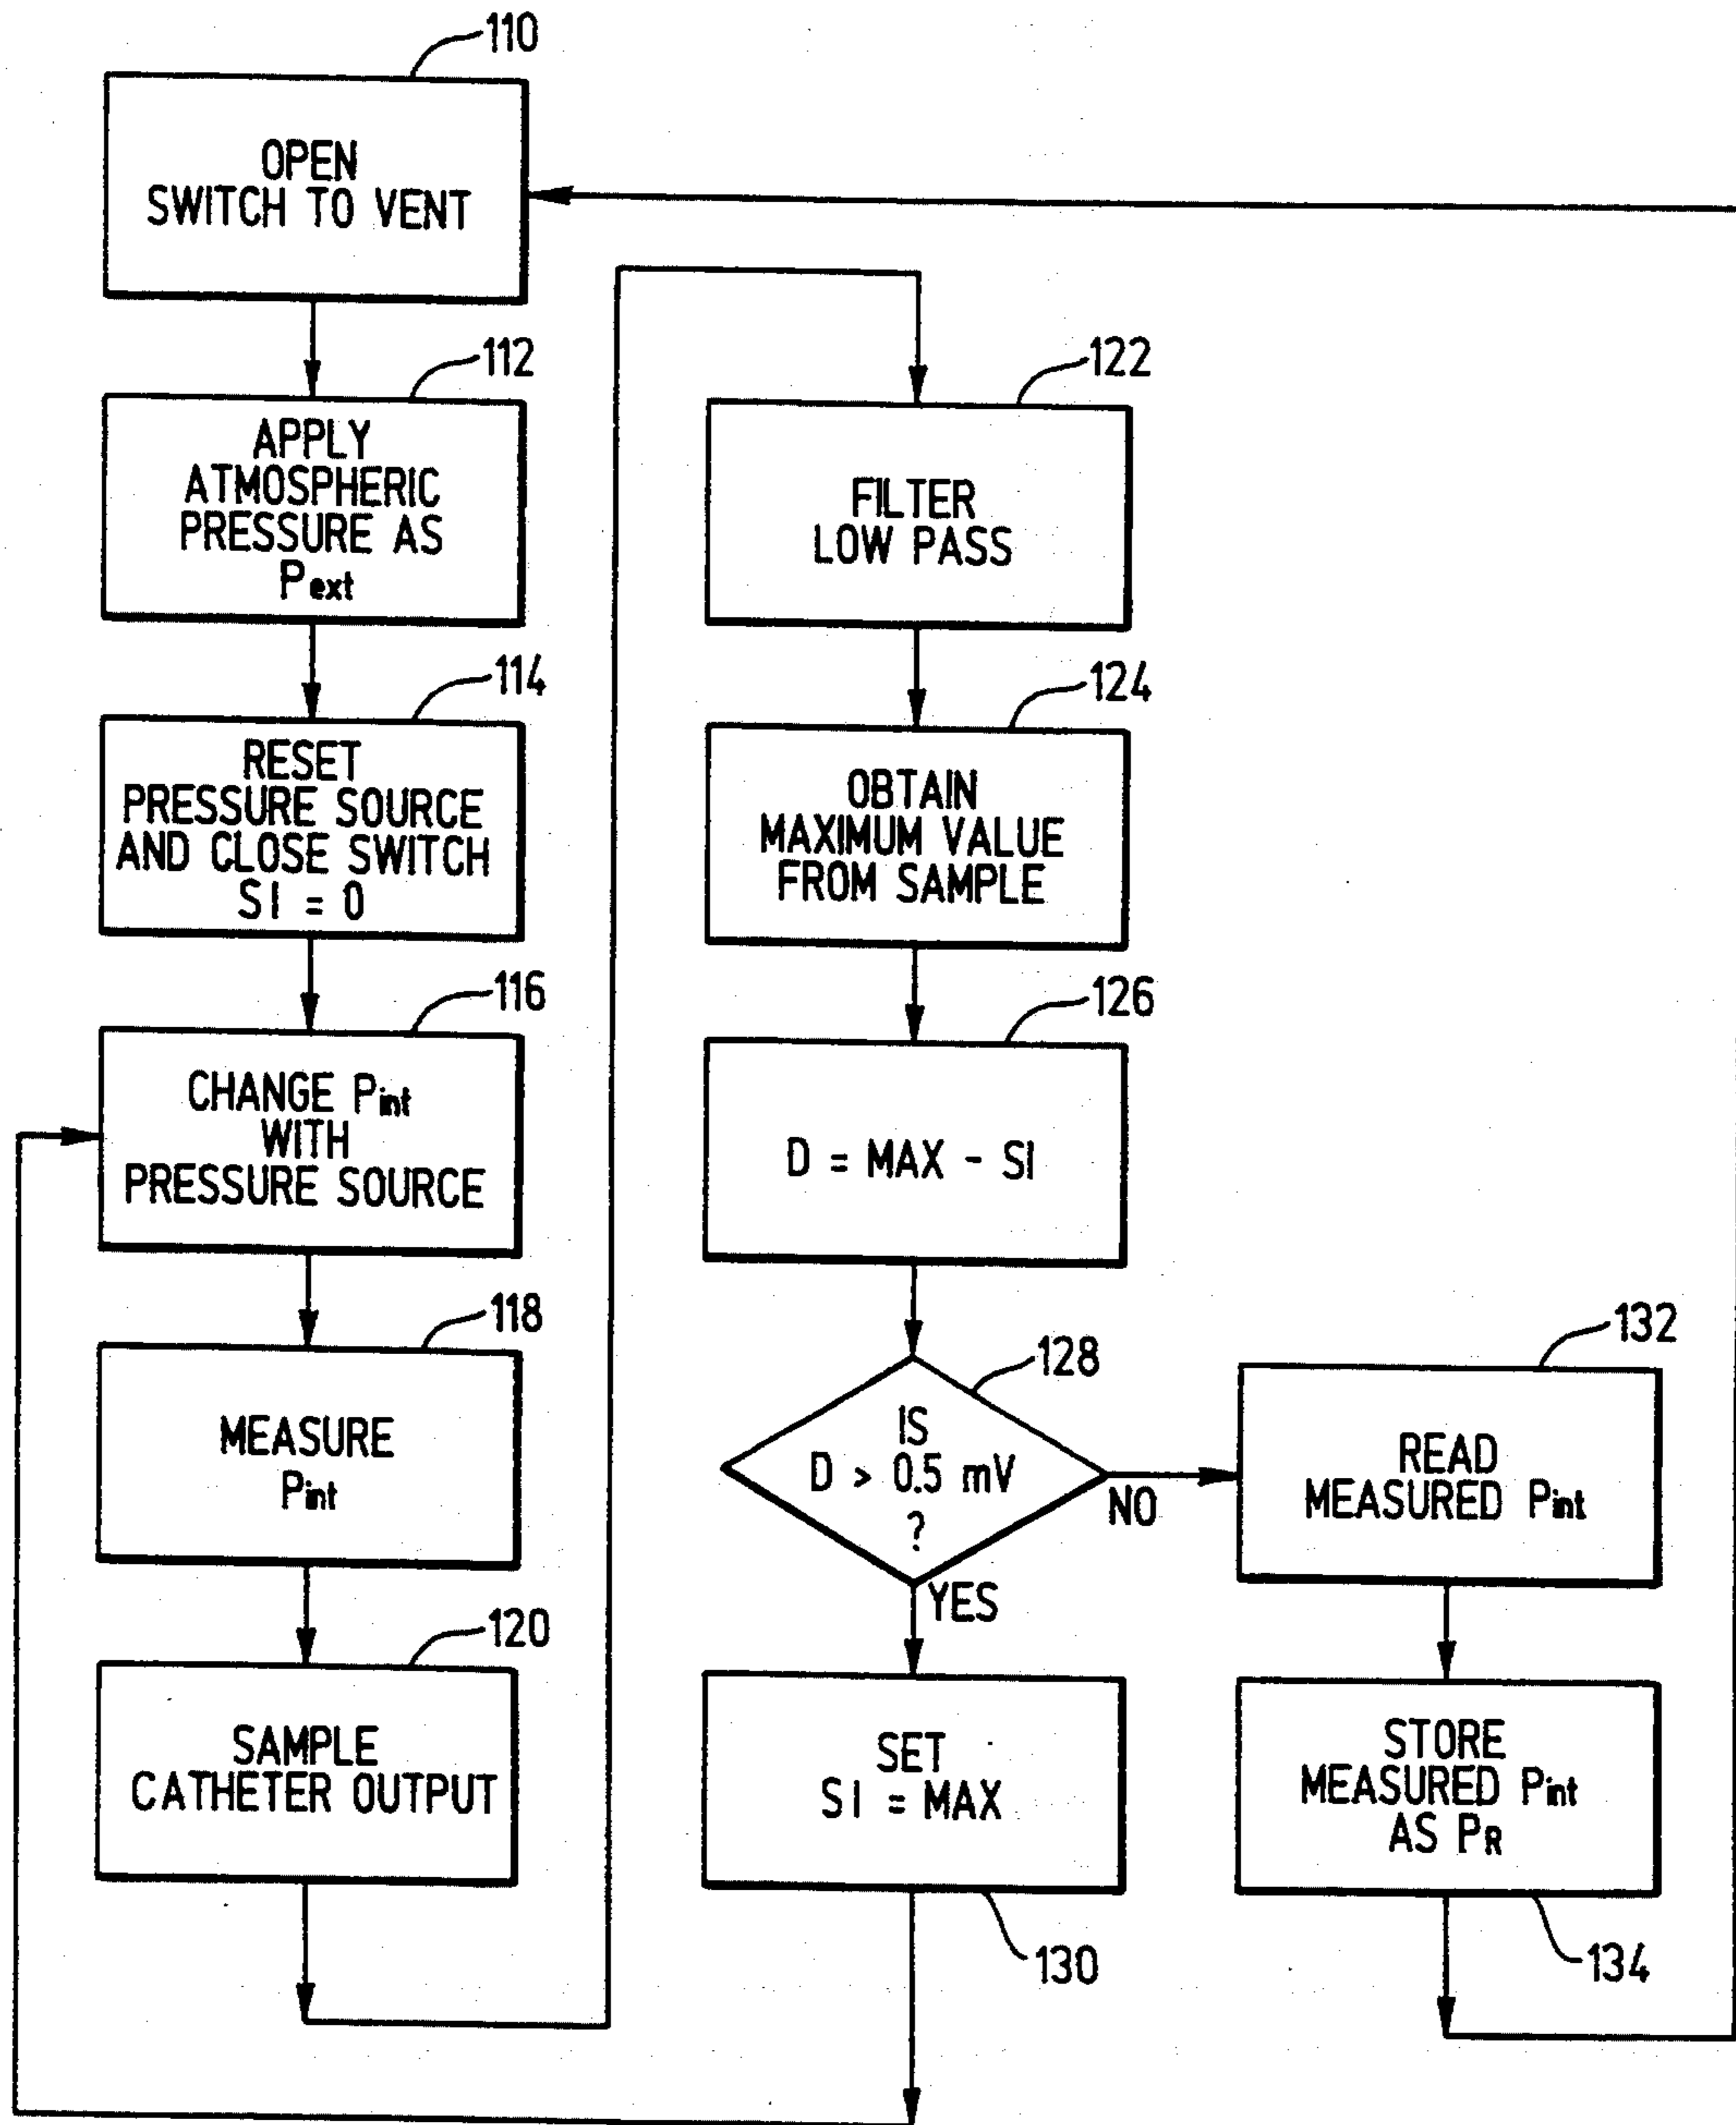 110
OPEN
SWITCH TO VENT
112
APPLY
ATMOSPHERIC
PRESSURE AS
Pext
114
RESET
PRESSURE SOURCE
AND CLOSE SWITCH
SI = 0
116
CHANGE Pint
WITH
PRESSURE SOURCE
118
MEASURE
Pint
120
SAMPLE
CATHETER OUTPUT
122
FILTER
LOW PASS
124
OBTAIN
MAXIMUM VALUE
FROM SAMPLE
126
D = MAX - SI
128
IS
D > 0.5 mV
?
NO
YES
SET
SI = MAX
130
132
READ
MEASURED Pint
STORE
MEASURED Pint
AS PR
134